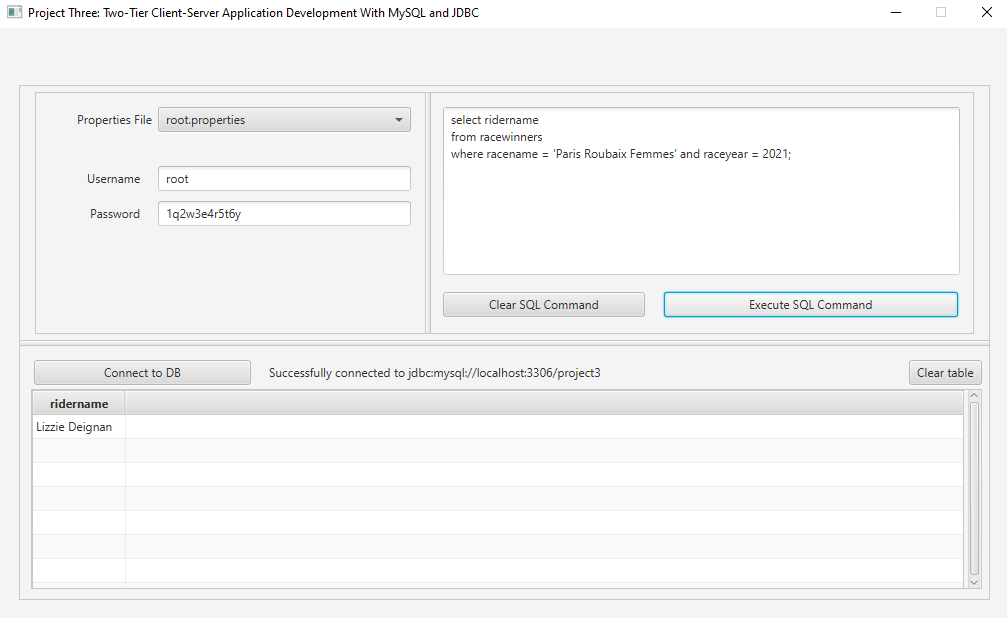 Project Three: Two-Tier Client-Server Application Development With MySQL and JDBC
Properties File
root.properties
Username
root
Password
1q2w3e4r5t6y
select ridername
from racewinners
where racename = 'Paris Roubaix Femmes' and raceyear = 2021;
Clear SQL Command
Execute SQL Command
Connect to DB
Successfully connected to jdbc:mysql://localhost:3306/project3
Clear table
ridername
Lizzie Deignan